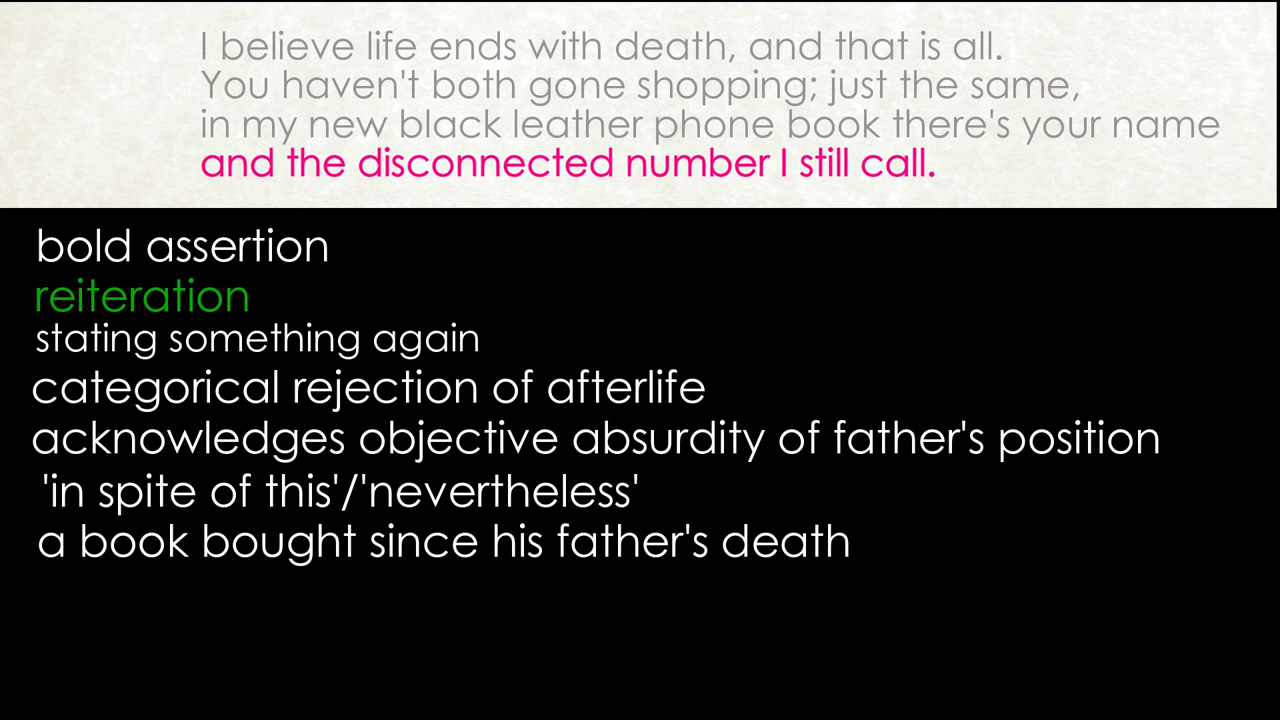 I believe life ends with death, and that is all.
You haven't both gone shopping; just the same,
in my new black leather phone book there's your name
and the disconnected number I still call.
bold assertion
reiteration
stating something again
categorical rejection of afterlife
acknowledges objective absurdity of father's position
'in spite of this'/'nevertheless'
a book bought since his father's death